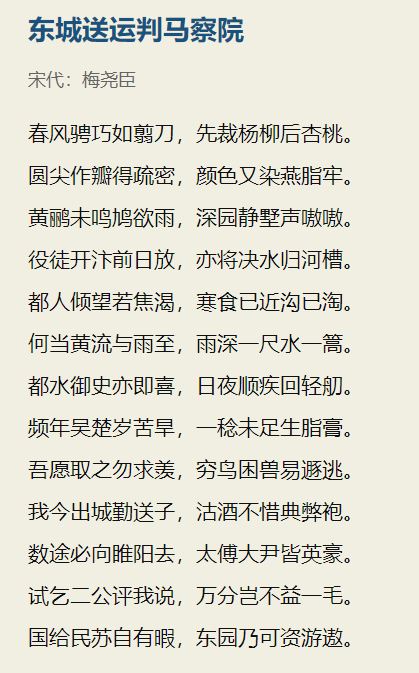 东城送运判马察院
宋代：梅尧臣
春风骋巧如翦刀，先裁杨柳后杏桃。
圆尖作瓣得疏密，颜色又染燕脂牢。
黄鹂未鸣鸠欲雨，深园静墅声嗷嗷。
役徒开汴前日放，亦将决水归河槽。
都人倾望若焦渴，寒食已近沟已淘。
何当黄流与雨至，雨深一尺水一篙。
都水御史亦即喜，日夜顺疾回轻舠。
频年吴楚岁苦旱，一稔未足生脂膏。
吾愿取之勿求羡，穷鸟困兽易遯逃。
我今出城勤送子，沽酒不惜典弊袍。
数途必向睢阳去，太傅大尹皆英豪。
试乞二公评我说，万分岂不益一毛。
国给民苏自有暇，东园乃可资游遨。